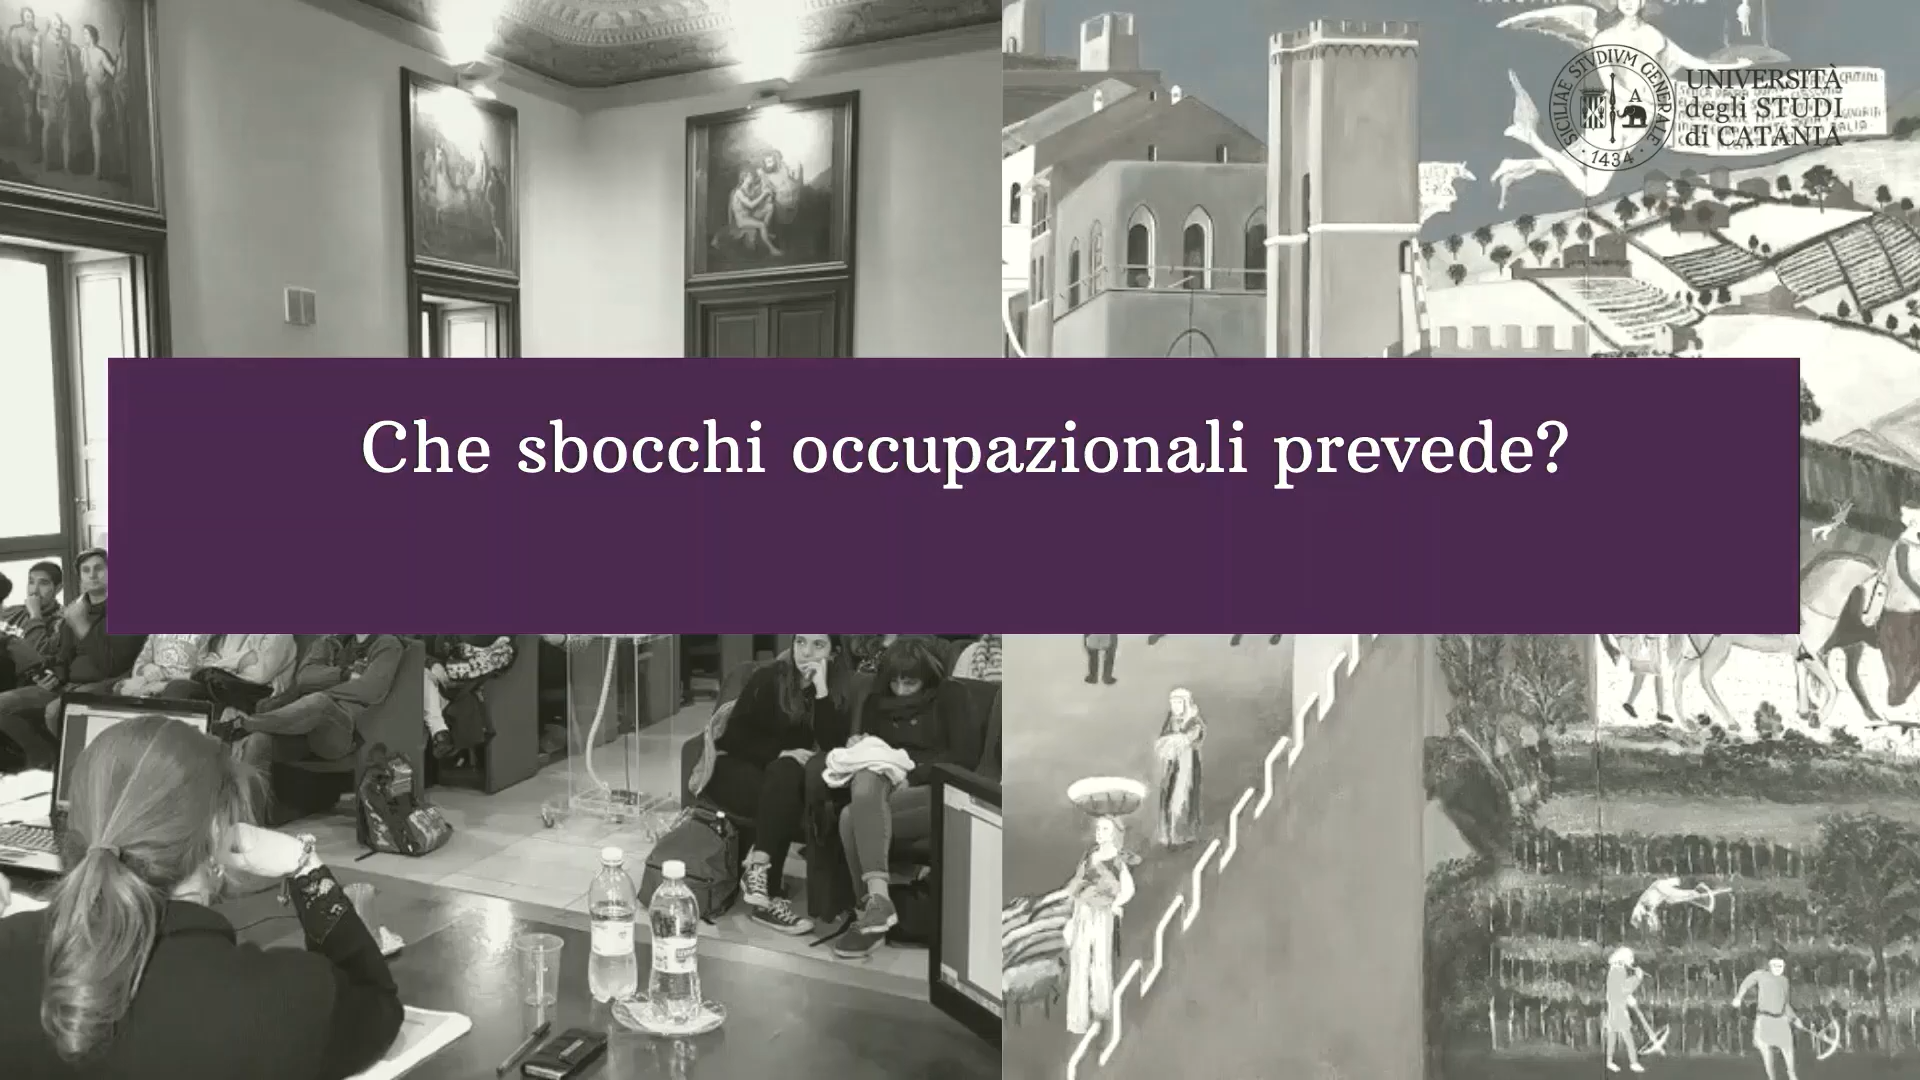 SICILIAE STVDIVM GENERALE
1434
UNIVERSITÀ
degli STUDI
di CATANIA
Che sbocchi occupazionali prevede?